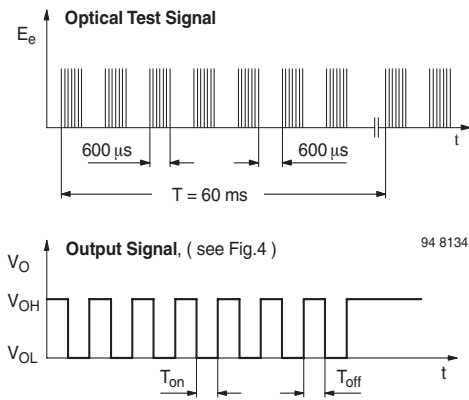 Optical Test Signal
Ee
600 µs
600 µs
t
T = 60 ms
Output Signal, ( see Fig.4 )
94 8134
VO
VOH
VOL
Ton
Toff
t